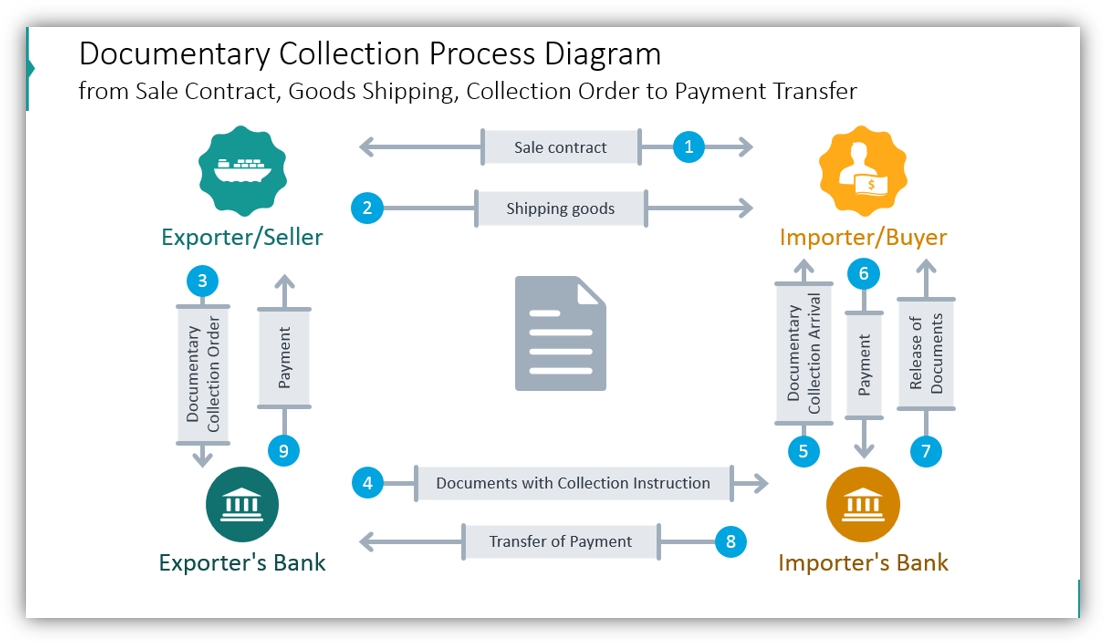 Documentary Collection Process Diagram
from Sale Contract, Goods Shipping, Collection Order to Payment Transfer
Sale contract
1
2
Shipping goods
Exporter/Seller
Importer/Buyer
3
Documentary
Collection Order
Payment
9
Documentary
Collection Arrival
5
6
Payment
Release of
Documents
7
$
4
Documents with Collection Instruction
Transfer of Payment
8
Exporter's Bank
Importer's Bank